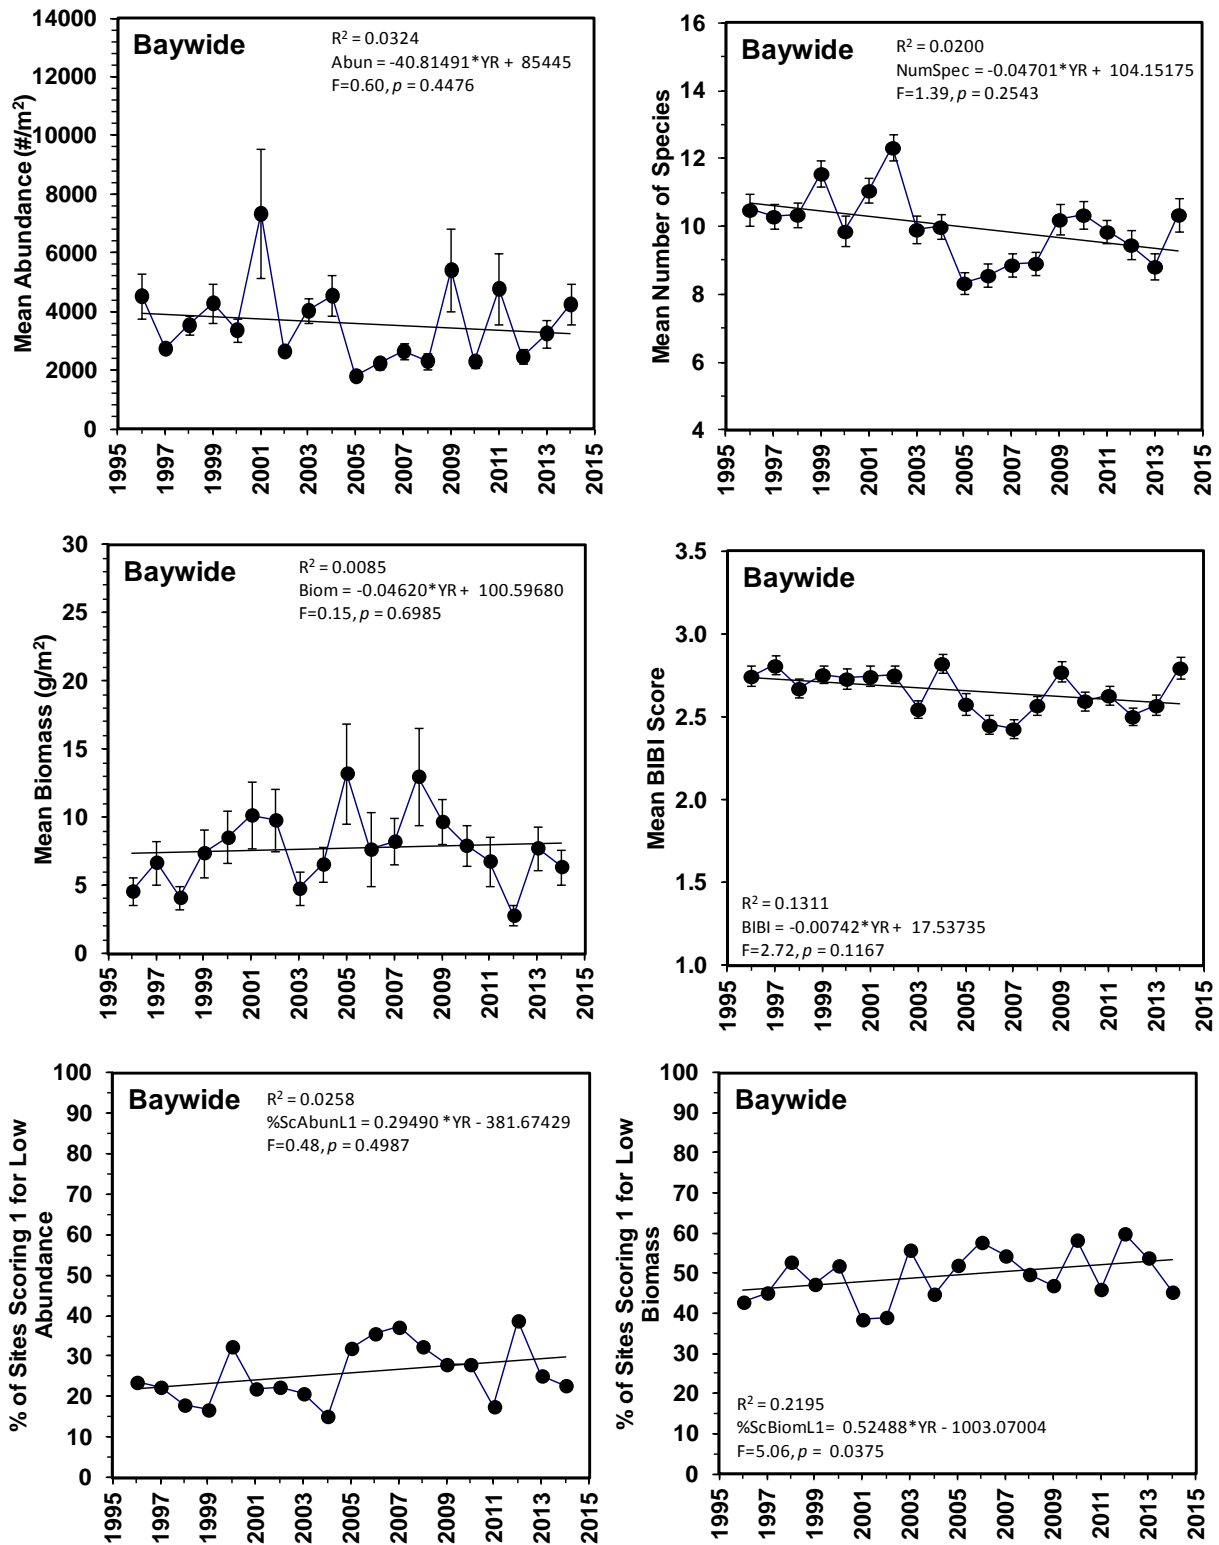 Baywide
R² = 0.0324
Abun = -40.81491*YR + 85445
F=0.60, p = 0.4476
Mean Abundance (#/m²)
14000
12000
10000
8000
6000
4000
2000
0
1995 1997 1999 2001 2003 2005 2007 2009 2011 2013 2015
Baywide
R² = 0.0200
NumSpec = -0.04701*YR + 104.15175
F=1.39, p = 0.2543
Mean Number of Species
16
14
12
10
8
6
4
1995 1997 1999 2001 2003 2005 2007 2009 2011 2013 2015
Baywide
R² = 0.0085
Biom = -0.04620*YR + 100.59680
F=0.15, p = 0.6985
Mean Biomass (g/m²)
30
25
20
15
10
5
0
1995 1997 1999 2001 2003 2005 2007 2009 2011 2013 2015
Baywide
Mean BIBI Score
3.5
3.0
2.5
2.0
1.5
1.0
R² = 0.1311
BIBI = -0.00742*YR + 17.53735
F=2.72, p = 0.1167
1995 1997 1999 2001 2003 2005 2007 2009 2011 2013 2015
Baywide
R² = 0.0258
%ScAbunL1 = 0.29490 *YR - 381.67429
F=0.48, p = 0.4987
% of Sites Scoring 1 for Low
Abundance
100
90
80
70
60
50
40
30
20
10
0
1995 1997 1999 2001 2003 2005 2007 2009 2011 2013 2015
Baywide
% of Sites Scoring 1 for Low
Biomass
100
90
80
70
60
50
40
30
20
10
0
R² = 0.2195
%ScBiomL1= 0.52488*YR - 1003.07004
F=5.06, p = 0.0375
1995 1997 1999 2001 2003 2005 2007 2009 2011 2013 2015